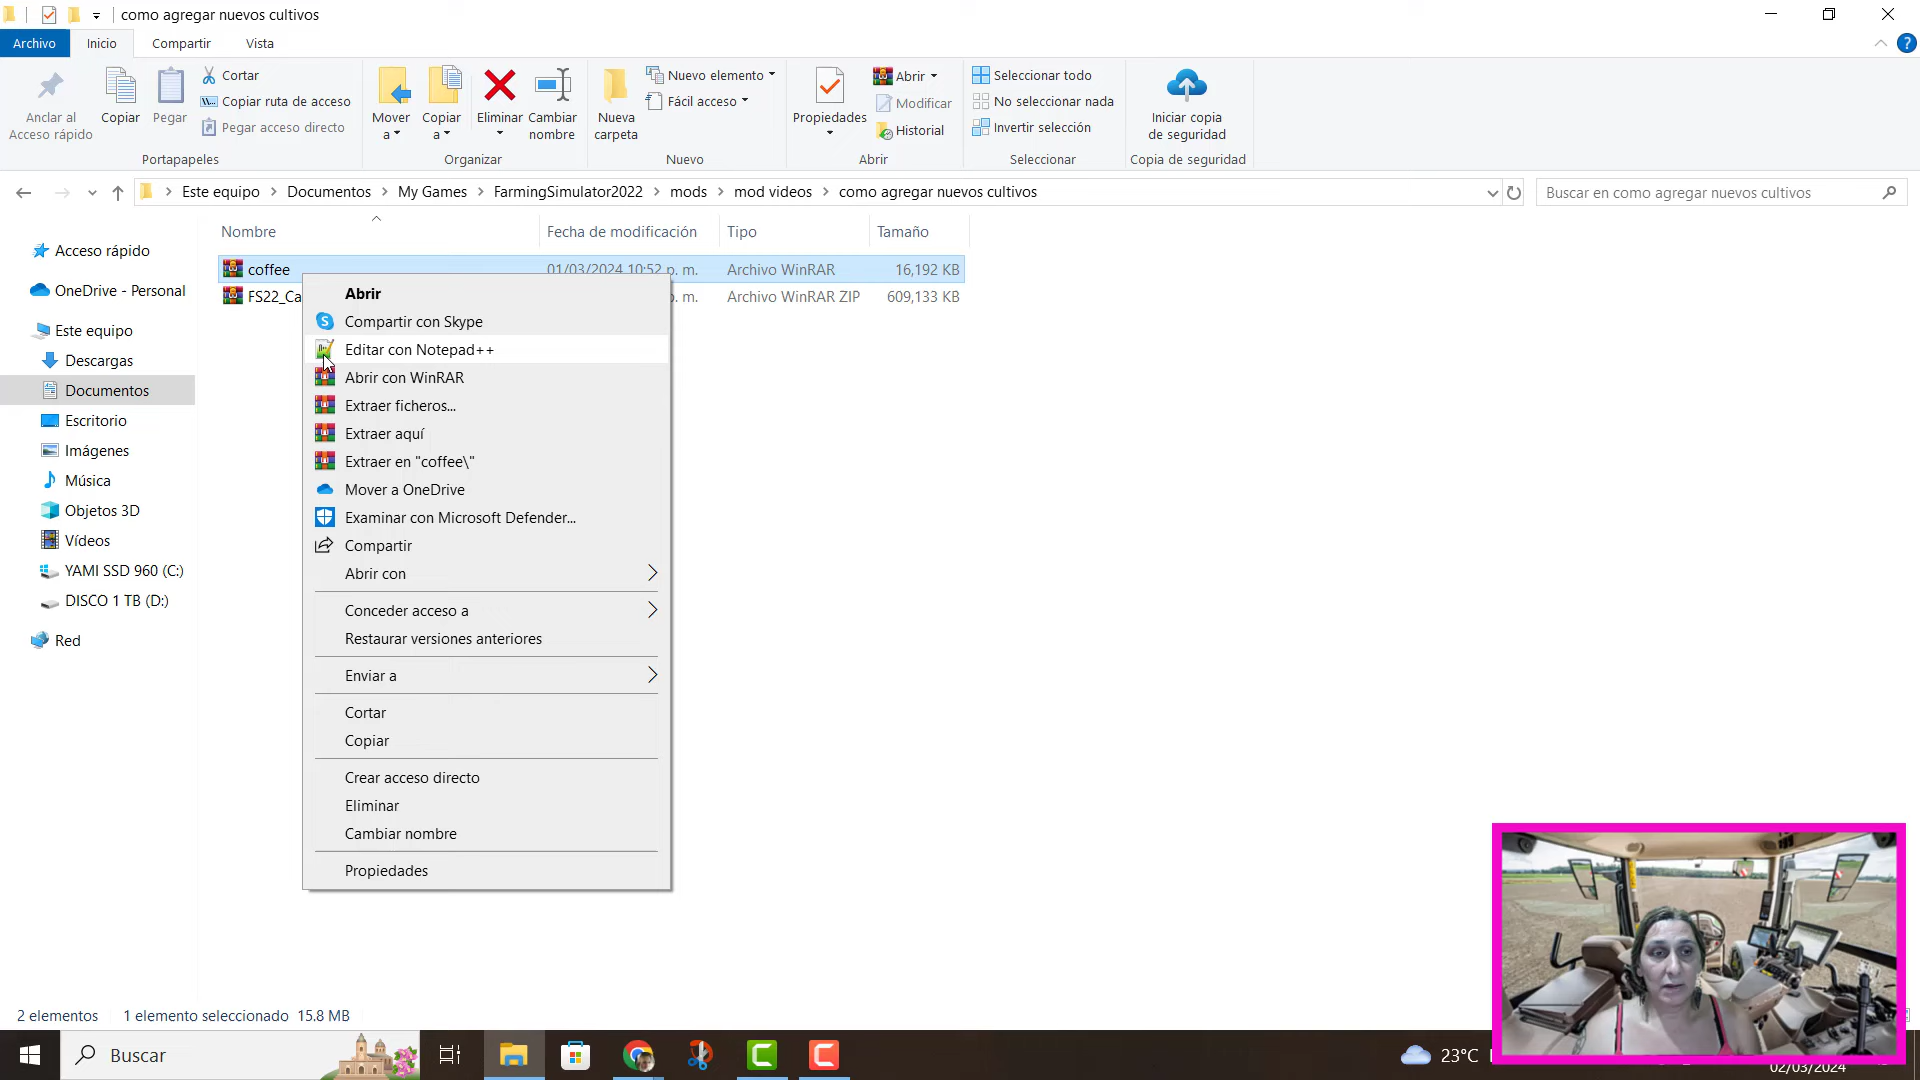 como agregar nuevos cultivos
Archivo
Inicio
Compartir
Vista
Anclar al
Acceso rápido
Copiar
Pegar
Cortar
Copiar ruta de acceso
Pegar acceso directo
Portapapeles
Mover
a
Copiar
a
Eliminar
Cambiar
nombre
Organizar
Nueva
carpeta
Nuevo elemento
Fácil acceso
Nuevo
Propiedades
Abrir
Modificar
Historial
Abrir
Seleccionar todo
No seleccionar nada
Invertir selección
Seleccionar
Iniciar copia
de seguridad
Copia de seguridad
Este equipo > Documentos > My Games > FarmingSimulator2022 > mods > mod videos > como agregar nuevos cultivos
Buscar en como agregar nuevos cultivos
Acceso rápido
OneDrive - Personal
Este equipo
Descargas
Documentos
Escritorio
Imágenes
Música
Objetos 3D
Vídeos
YAMI SSD 960 (C:)
DISCO 1 TB (D:)
Red
Nombre Fecha de modificación Tipo Tamaño
coffee 01/03/2024 10:52 p. m. Archivo WinRAR 16,192 KB
FS22_Ca p. m. Archivo WinRAR ZIP 609,133 KB
Abrir
Compartir con Skype
Editar con Notepad++
Abrir con WinRAR
Extraer ficheros...
Extraer aquí
Extraer en "coffee\"
Mover a OneDrive
Examinar con Microsoft Defender...
Compartir
Abrir con
Conceder acceso a
Restaurar versiones anteriores
Enviar a
Cortar
Copiar
Crear acceso directo
Eliminar
Cambiar nombre
Propiedades
2 elementos 1 elemento seleccionado 15.8 MB
Buscar
23°C
02/03/2024